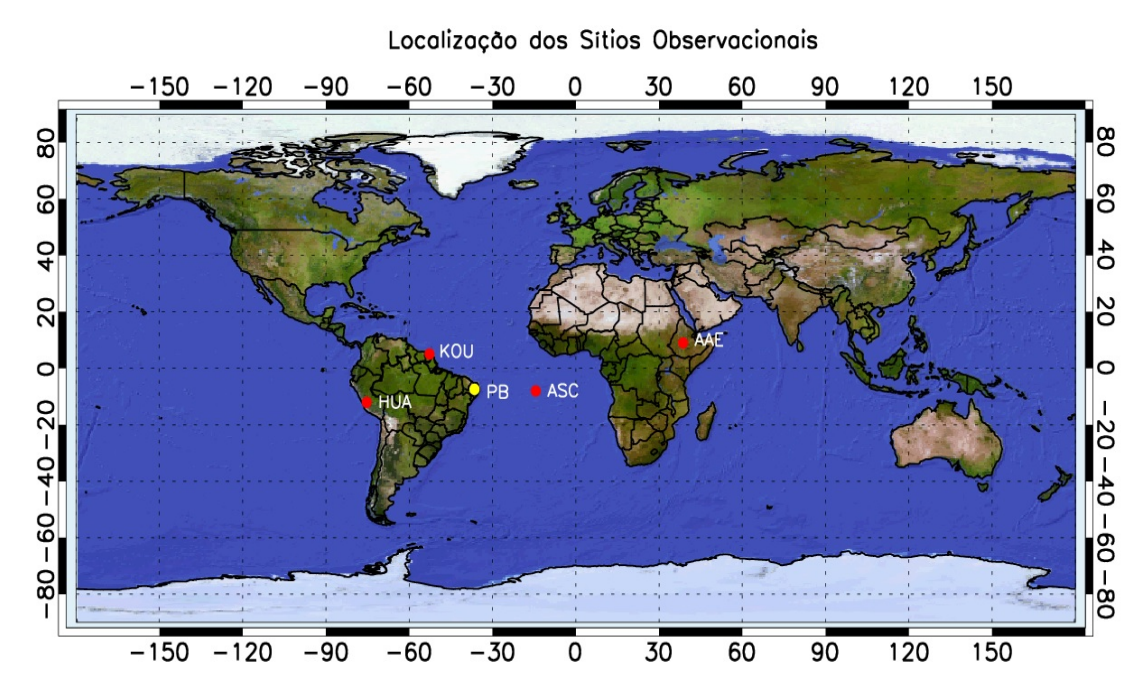 Localização dos Sítios Observacionais
−150 −120 −90 −60 −30 0 30 60 90 120 150
80 80
60 60
40 40
20 20
KOU AAE
0 0
HUA PB ASC
−20 −20
−40 −40
−60 −60
−80 −80
−150 −120 −90 −60 −30 0 30 60 90 120 150